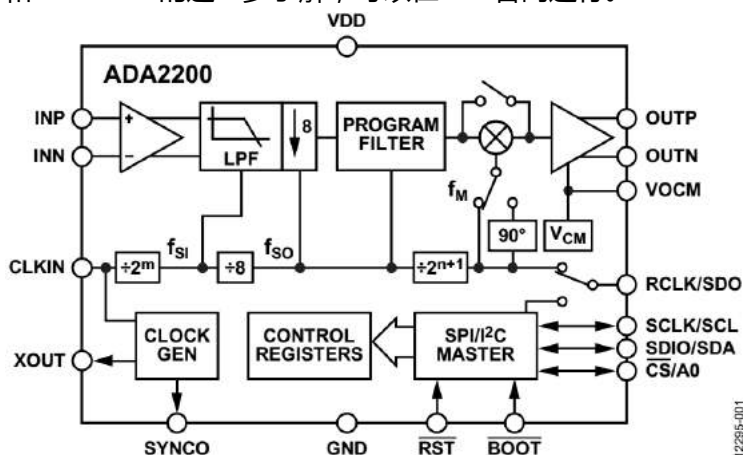 VDD
ADA2200
INP
INN
+
−
LPF
8
PROGRAM
FILTER
OUTP
OUTN
VOCM
fM
90°
VCM
CLKIN
÷2^m
fSI
÷8
fSO
÷2^n+1
RCLK/SDO
CLOCK
GEN
CONTROL
REGISTERS
SPI/I²C
MASTER
SCLK/SCL
SDIO/SDA
CS/A0
XOUT
SYNCO
GND
RST
BOOT
12295-001